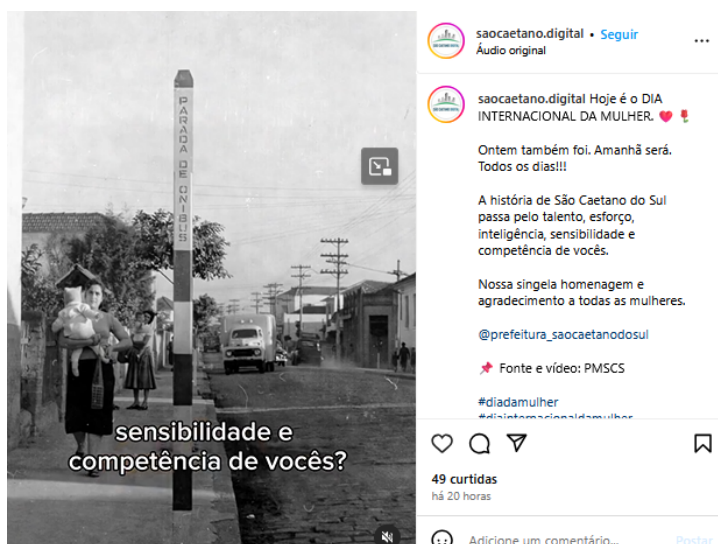 PARADA DE ONIBUS
sensibilidade e
competência de vocês?
saocaetano.digital • Seguir
Áudio original
saocaetano.digital Hoje é o DIA
INTERNACIONAL DA MULHER. ❤️ 🌹
Ontem também foi. Amanhã será.
Todos os dias!!!
A história de São Caetano do Sul
passa pelo talento, esforço,
inteligência, sensibilidade e
competência de vocês.
Nossa singela homenagem e
agradecimento a todas as mulheres.
@prefeitura_saocaetanodosul
📌 Fonte e vídeo: PMSCS
#diadamulher
#diainternacionaldamulher
49 curtidas
há 20 horas
Adicione um comentário...
Postar